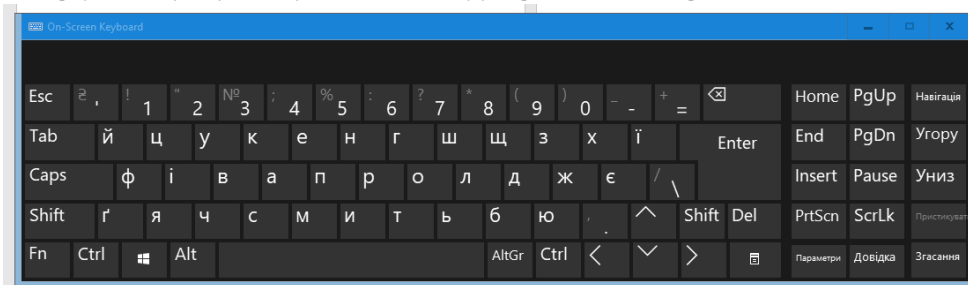 On-Screen Keyboard
Esc ₴ ' ! 1 " 2 № 3 ; 4 % 5 : 6 ? 7 * 8 ( 9 ) 0 _ - + = Home PgUp Навігація
Tab й ц у к е н г ш щ з х ї Enter End PgDn Угору
Caps ф і в а п р о л д ж є / \ Insert Pause Униз
Shift ґ я ч с м и т ь б ю , . Shift Del PrtScn ScrLk Пристикуват
Fn Ctrl Alt AltGr Ctrl Параметри Довідка Згасання